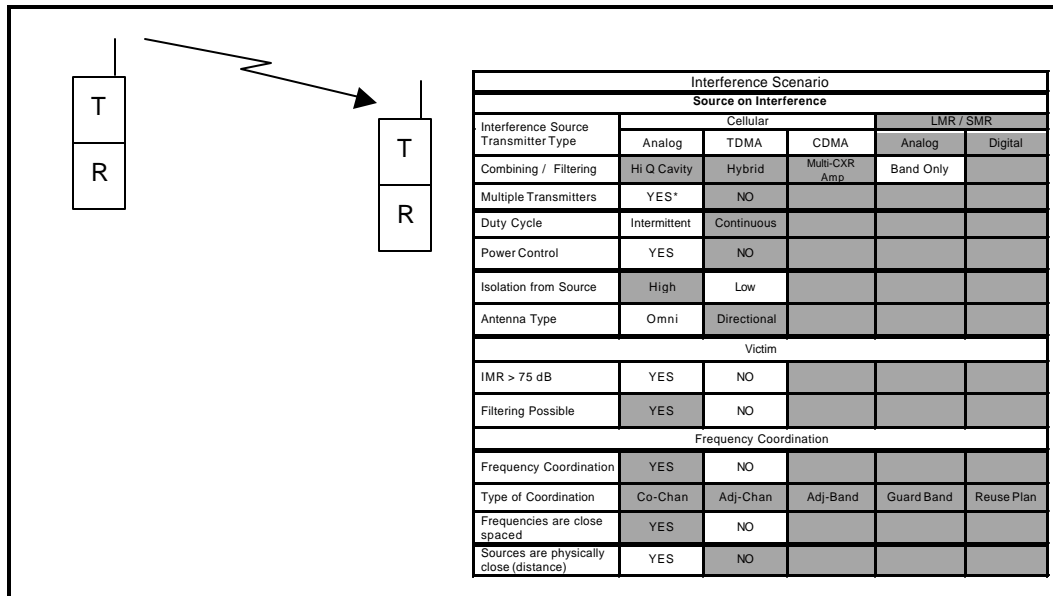 T
R
T
R
Interference Scenario
Source on Interference
Interference Source
Transmitter Type
Cellular
LMR / SMR
Analog
TDMA
CDMA
Analog
Digital
Combining / Filtering
Hi Q Cavity
Hybrid
Multi-CXR
Amp
Band Only
Multiple Transmitters
YES*
NO
Duty Cycle
Intermittent
Continuous
Power Control
YES
NO
Isolation from Source
High
Low
Antenna Type
Omni
Directional
Victim
IMR > 75 dB
YES
NO
Filtering Possible
YES
NO
Frequency Coordination
Frequency Coordination
YES
NO
Type of Coordination
Co-Chan
Adj-Chan
Adj-Band
Guard Band
Reuse Plan
Frequencies are close
spaced
YES
NO
Sources are physically
close (distance)
YES
NO